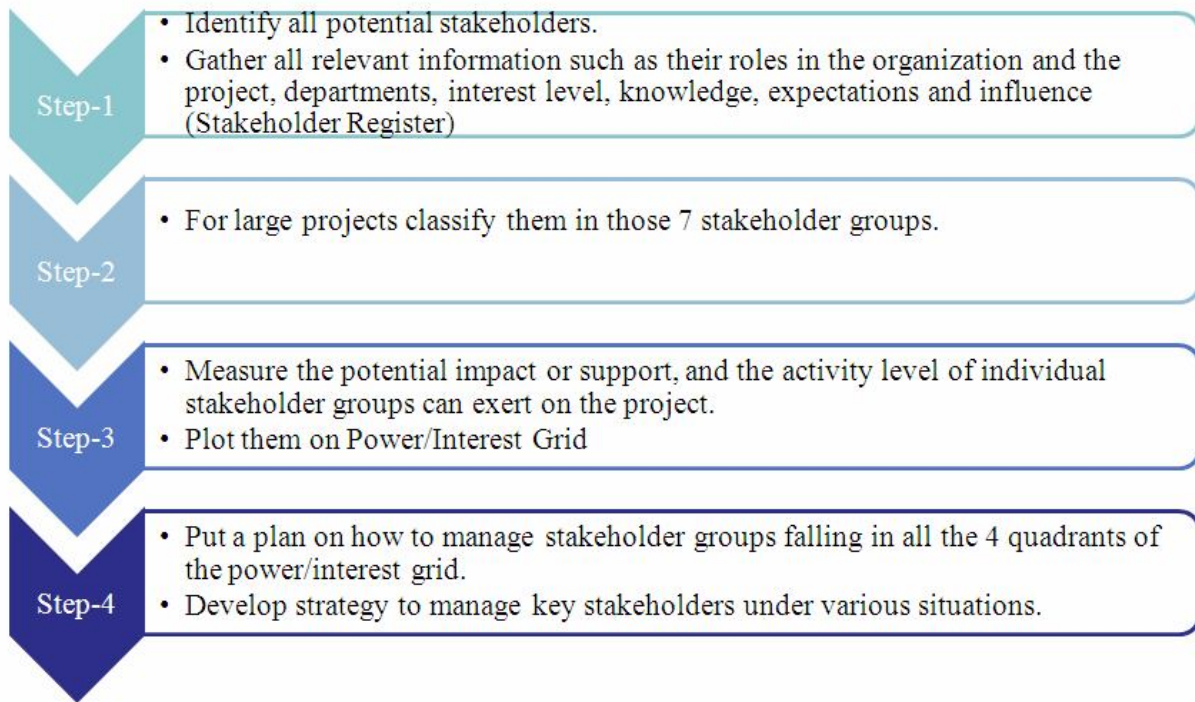 Step-1
• Identify all potential stakeholders.
• Gather all relevant information such as their roles in the organization and the
project, departments, interest level, knowledge, expectations and influence
(Stakeholder Register)
Step-2
• For large projects classify them in those 7 stakeholder groups.
Step-3
• Measure the potential impact or support, and the activity level of individual
stakeholder groups can exert on the project.
• Plot them on Power/Interest Grid
Step-4
• Put a plan on how to manage stakeholder groups falling in all the 4 quadrants of
the power/interest grid.
• Develop strategy to manage key stakeholders under various situations.